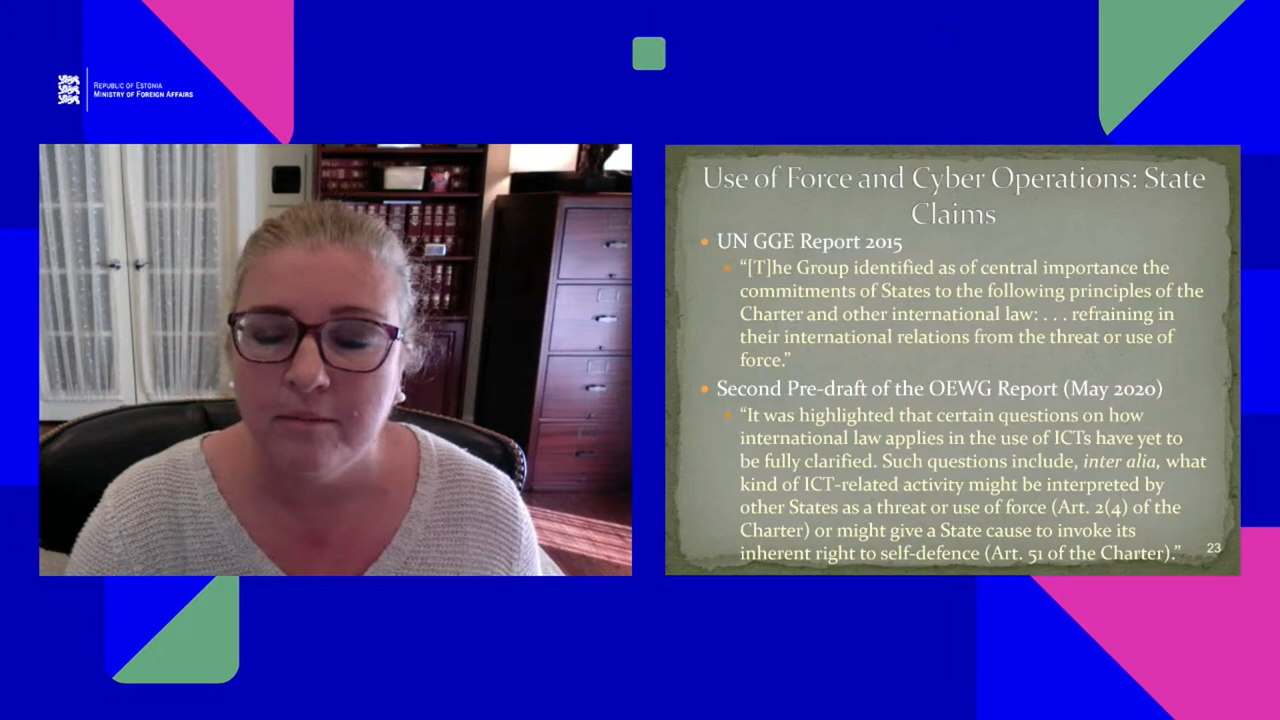 REPUBLIC OF ESTONIA
MINISTRY OF FOREIGN AFFAIRS
Use of Force and Cyber Operations: State
Claims
UN GGE Report 2015
“[T]he Group identified as of central importance the
commitments of States to the following principles of the
Charter and other international law: . . . refraining in
their international relations from the threat or use of
force.”
Second Pre-draft of the OEWG Report (May 2020)
“It was highlighted that certain questions on how
international law applies in the use of ICTs have yet to
be fully clarified. Such questions include, inter alia, what
kind of ICT-related activity might be interpreted by
other States as a threat or use of force (Art. 2(4) of the
Charter) or might give a State cause to invoke its
inherent right to self-defence (Art. 51 of the Charter).”
23